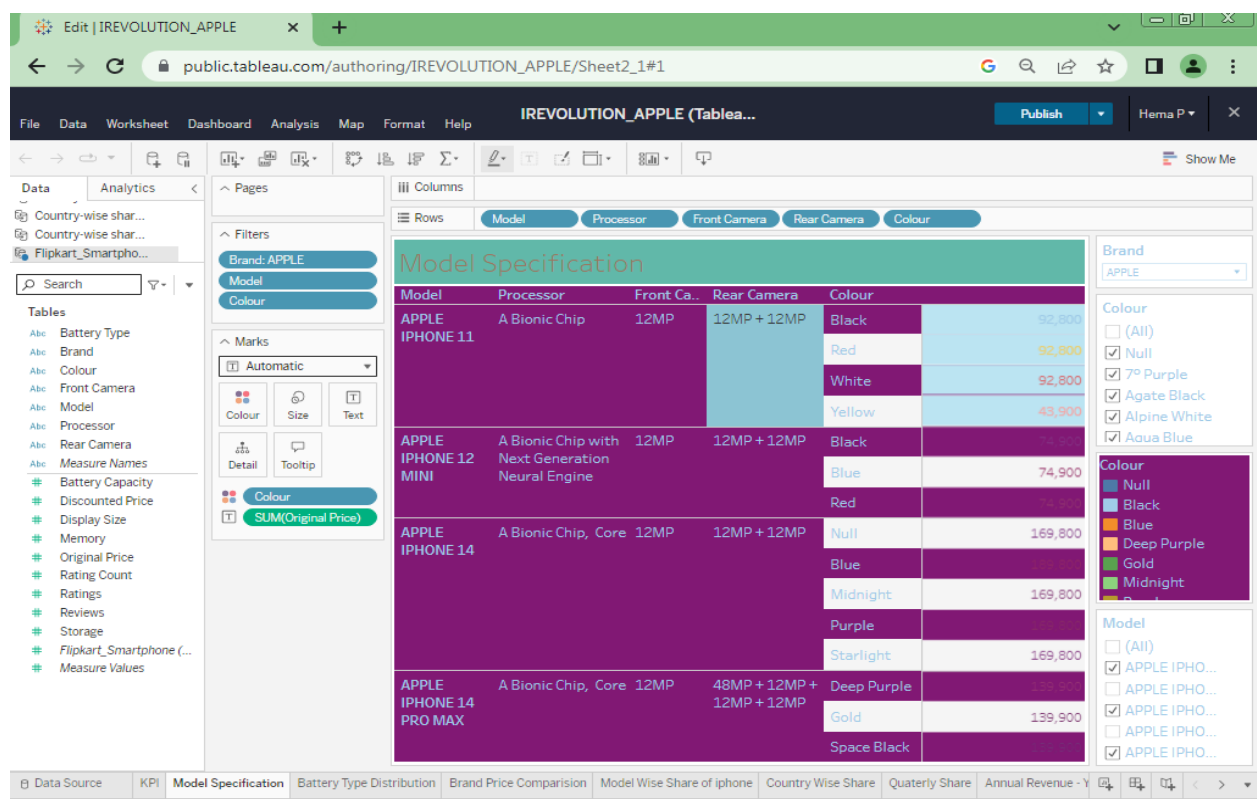 Edit | IREVOLUTION_APPLE
public.tableau.com/authoring/IREVOLUTION_APPLE/Sheet2_1#1
File Data Worksheet Dashboard Analysis Map Format Help
IREVOLUTION_APPLE (Tablea...
Publish
Hema P
Show Me
Data Analytics
Country-wise shar...
Country-wise shar...
Flipkart_Smartpho...
Search
Tables
Abc Battery Type
Abc Brand
Abc Colour
Abc Front Camera
Abc Model
Abc Processor
Abc Rear Camera
Abc Measure Names
# Battery Capacity
# Discounted Price
# Display Size
# Memory
# Original Price
# Rating Count
# Ratings
# Reviews
# Storage
# Flipkart_Smartphone (...
# Measure Values
Pages
Filters
Brand: APPLE
Model
Colour
Marks
Automatic
Colour Size Text
Detail Tooltip
Colour
SUM(Original Price)
Columns
Rows Model Processor Front Camera Rear Camera Colour
Model Specification
Model Processor Front Ca.. Rear Camera Colour
APPLE IPHONE 11 A Bionic Chip 12MP 12MP + 12MP Black 92,800
Red 92,800
White 92,800
Yellow 43,900
APPLE IPHONE 12 MINI A Bionic Chip with Next Generation Neural Engine 12MP 12MP + 12MP Black 74,900
Blue 74,900
Red 74,900
APPLE IPHONE 14 A Bionic Chip, Core 12MP 12MP + 12MP Null 169,800
Blue
Midnight 169,800
Purple
Starlight 169,800
APPLE IPHONE 14 PRO MAX A Bionic Chip, Core 12MP 48MP + 12MP + 12MP + 12MP Deep Purple 139,900
Gold 139,900
Space Black
Brand
APPLE
Colour
(All)
Null
7º Purple
Agate Black
Alpine White
Aqua Blue
Colour
Null
Black
Blue
Deep Purple
Gold
Midnight
Model
(All)
APPLE IPHO...
APPLE IPHO...
APPLE IPHO...
APPLE IPHO...
APPLE IPHO...
Data Source KPI Model Specification Battery Type Distribution Brand Price Comparision Model Wise Share of iphone Country Wise Share Quaterly Share Annual Revenue - Y